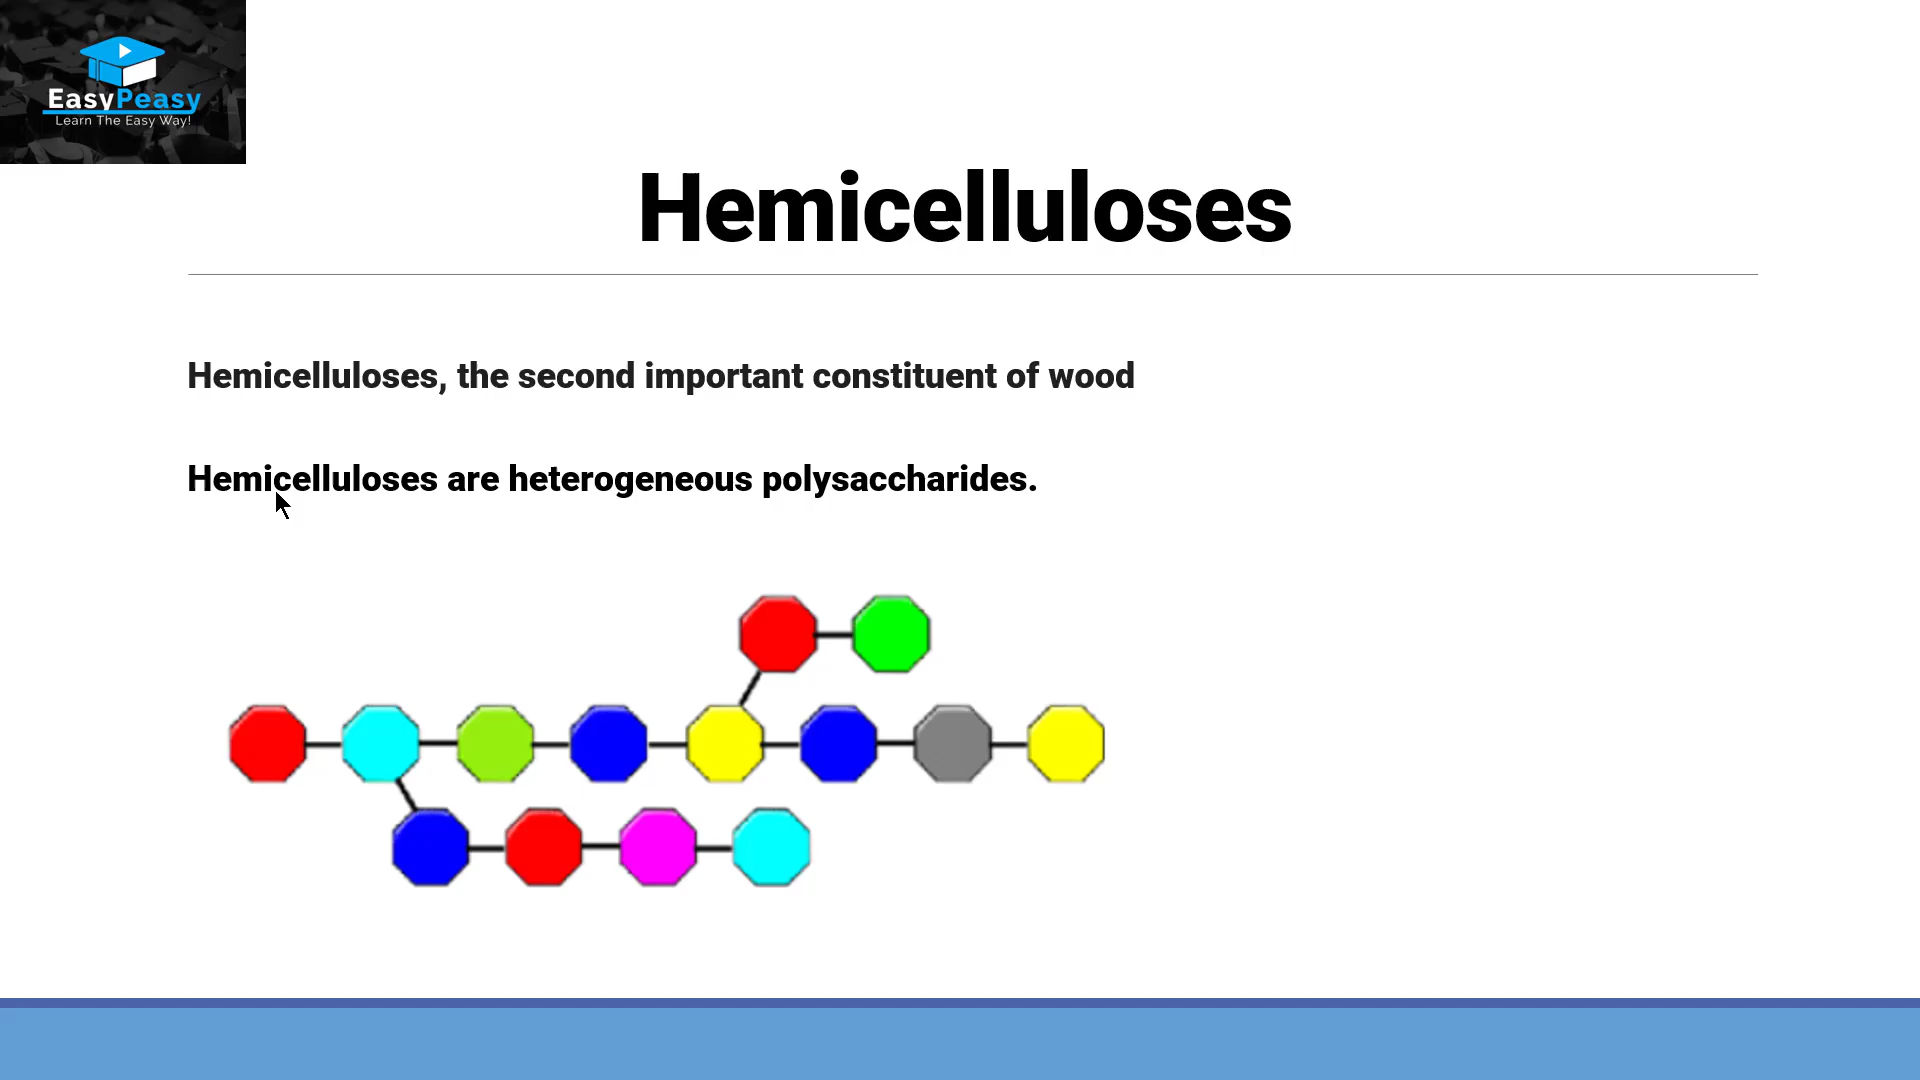 EasyPeasy
Learn The Easy Way!
Hemicelluloses
Hemicelluloses, the second important constituent of wood
Hemicelluloses are heterogeneous polysaccharides.